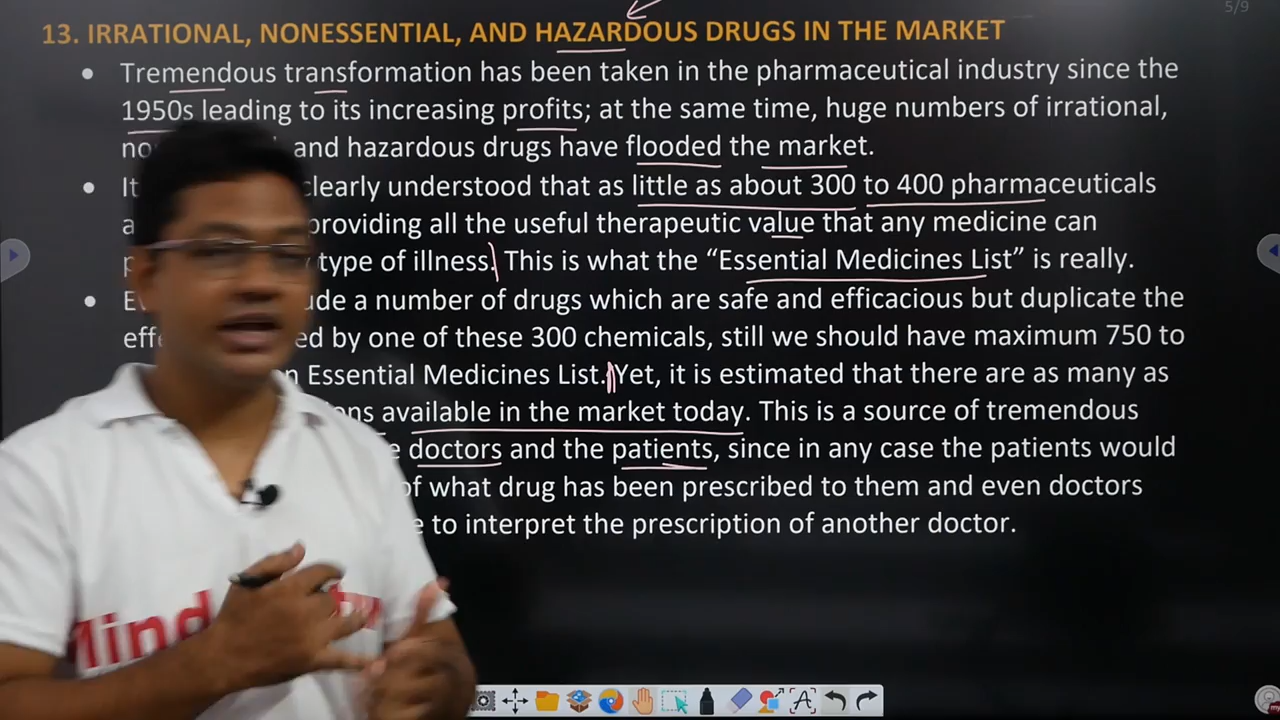 5/9
13. IRRATIONAL, NONESSENTIAL, AND HAZARDOUS DRUGS IN THE MARKET
• Tremendous transformation has been taken in the pharmaceutical industry since the
1950s leading to its increasing profits; at the same time, huge numbers of irrational,
and hazardous drugs have flooded the market.
• It clearly understood that as little as about 300 to 400 pharmaceuticals
providing all the useful therapeutic value that any medicine can
type of illness. This is what the “Essential Medicines List” is really.
• a number of drugs which are safe and efficacious but duplicate the
by one of these 300 chemicals, still we should have maximum 750 to
Essential Medicines List. Yet, it is estimated that there are as many as
available in the market today. This is a source of tremendous
doctors and the patients, since in any case the patients would
of what drug has been prescribed to them and even doctors
to interpret the prescription of another doctor.
Mind